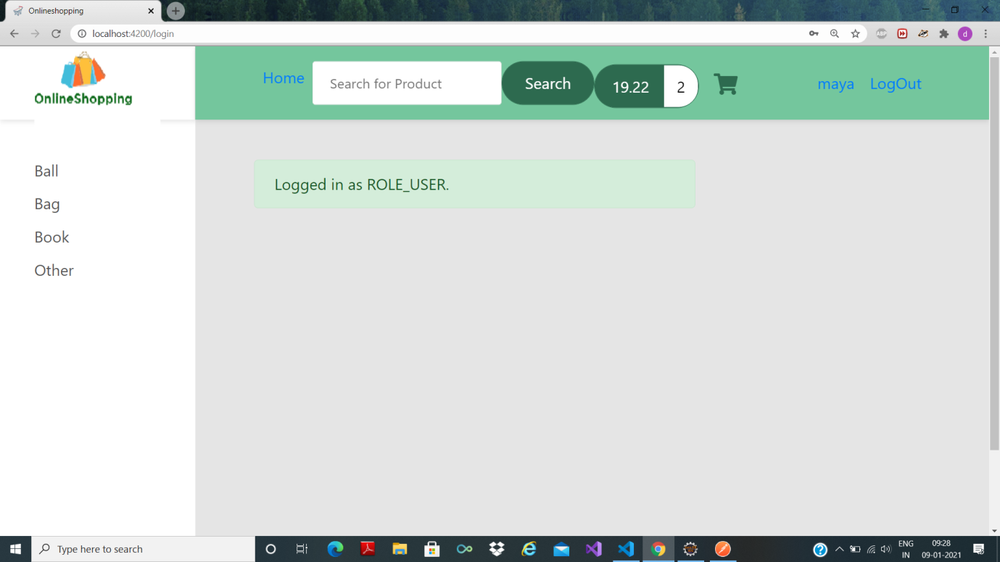 Onlineshopping
localhost:4200/login
ABP
d
OnlineShopping
Home
Search for Product
Search
19.22
2
maya
LogOut
Ball
Bag
Book
Other
Logged in as ROLE_USER.
Type here to search
ENG
IN
09:28
09-01-2021